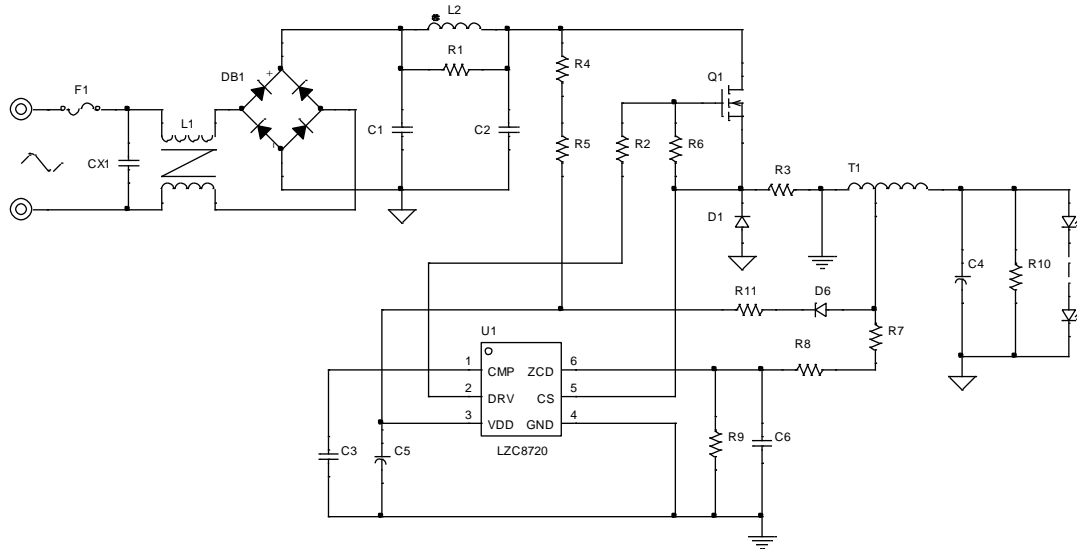 L2
R1
DB1
+
-
F1
L1
CX1
C1
C2
R4
R5
R2
R6
Q1
R3
T1
D1
C4
R10
R11
D6
R7
R8
U1
1
CMP
ZCD
6
2
DRV
CS
5
3
VDD
GND
4
LZC8720
C3
C5
R9
C6